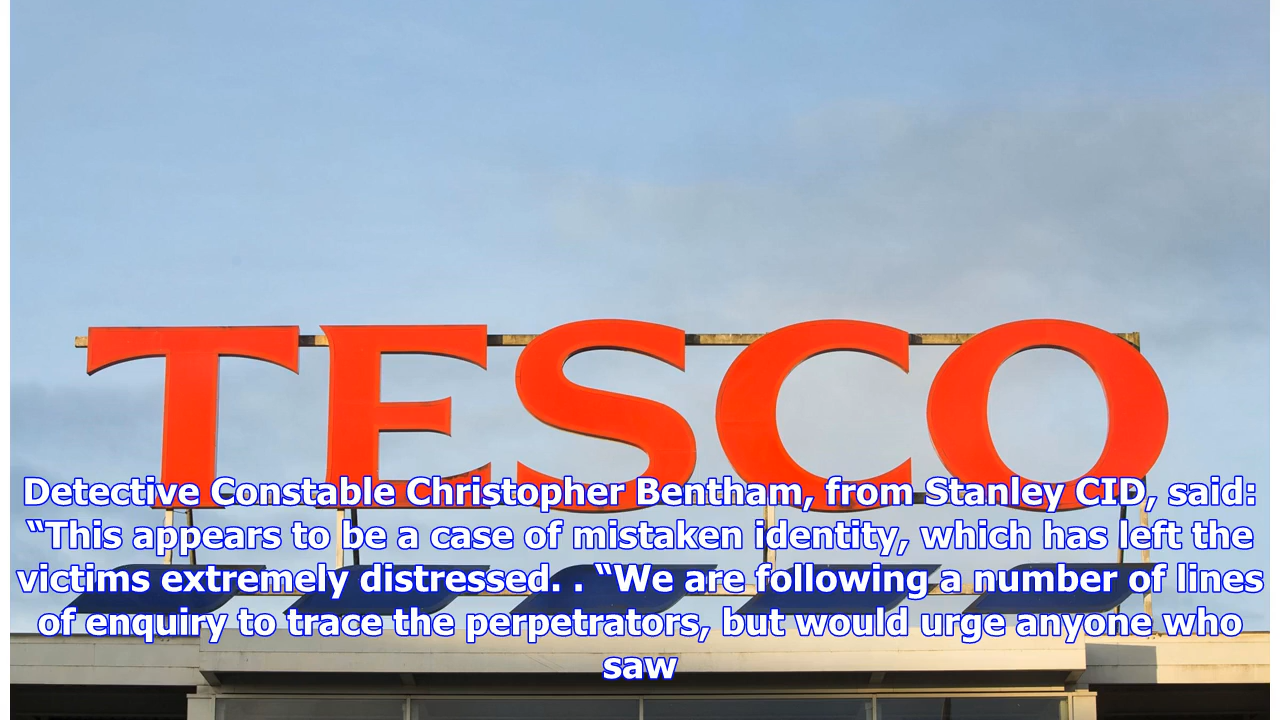 TESCO
Detective Constable Christopher Bentham, from Stanley CID, said:
“This appears to be a case of mistaken identity, which has left the
victims extremely distressed. . “We are following a number of lines
of enquiry to trace the perpetrators, but would urge anyone who
saw